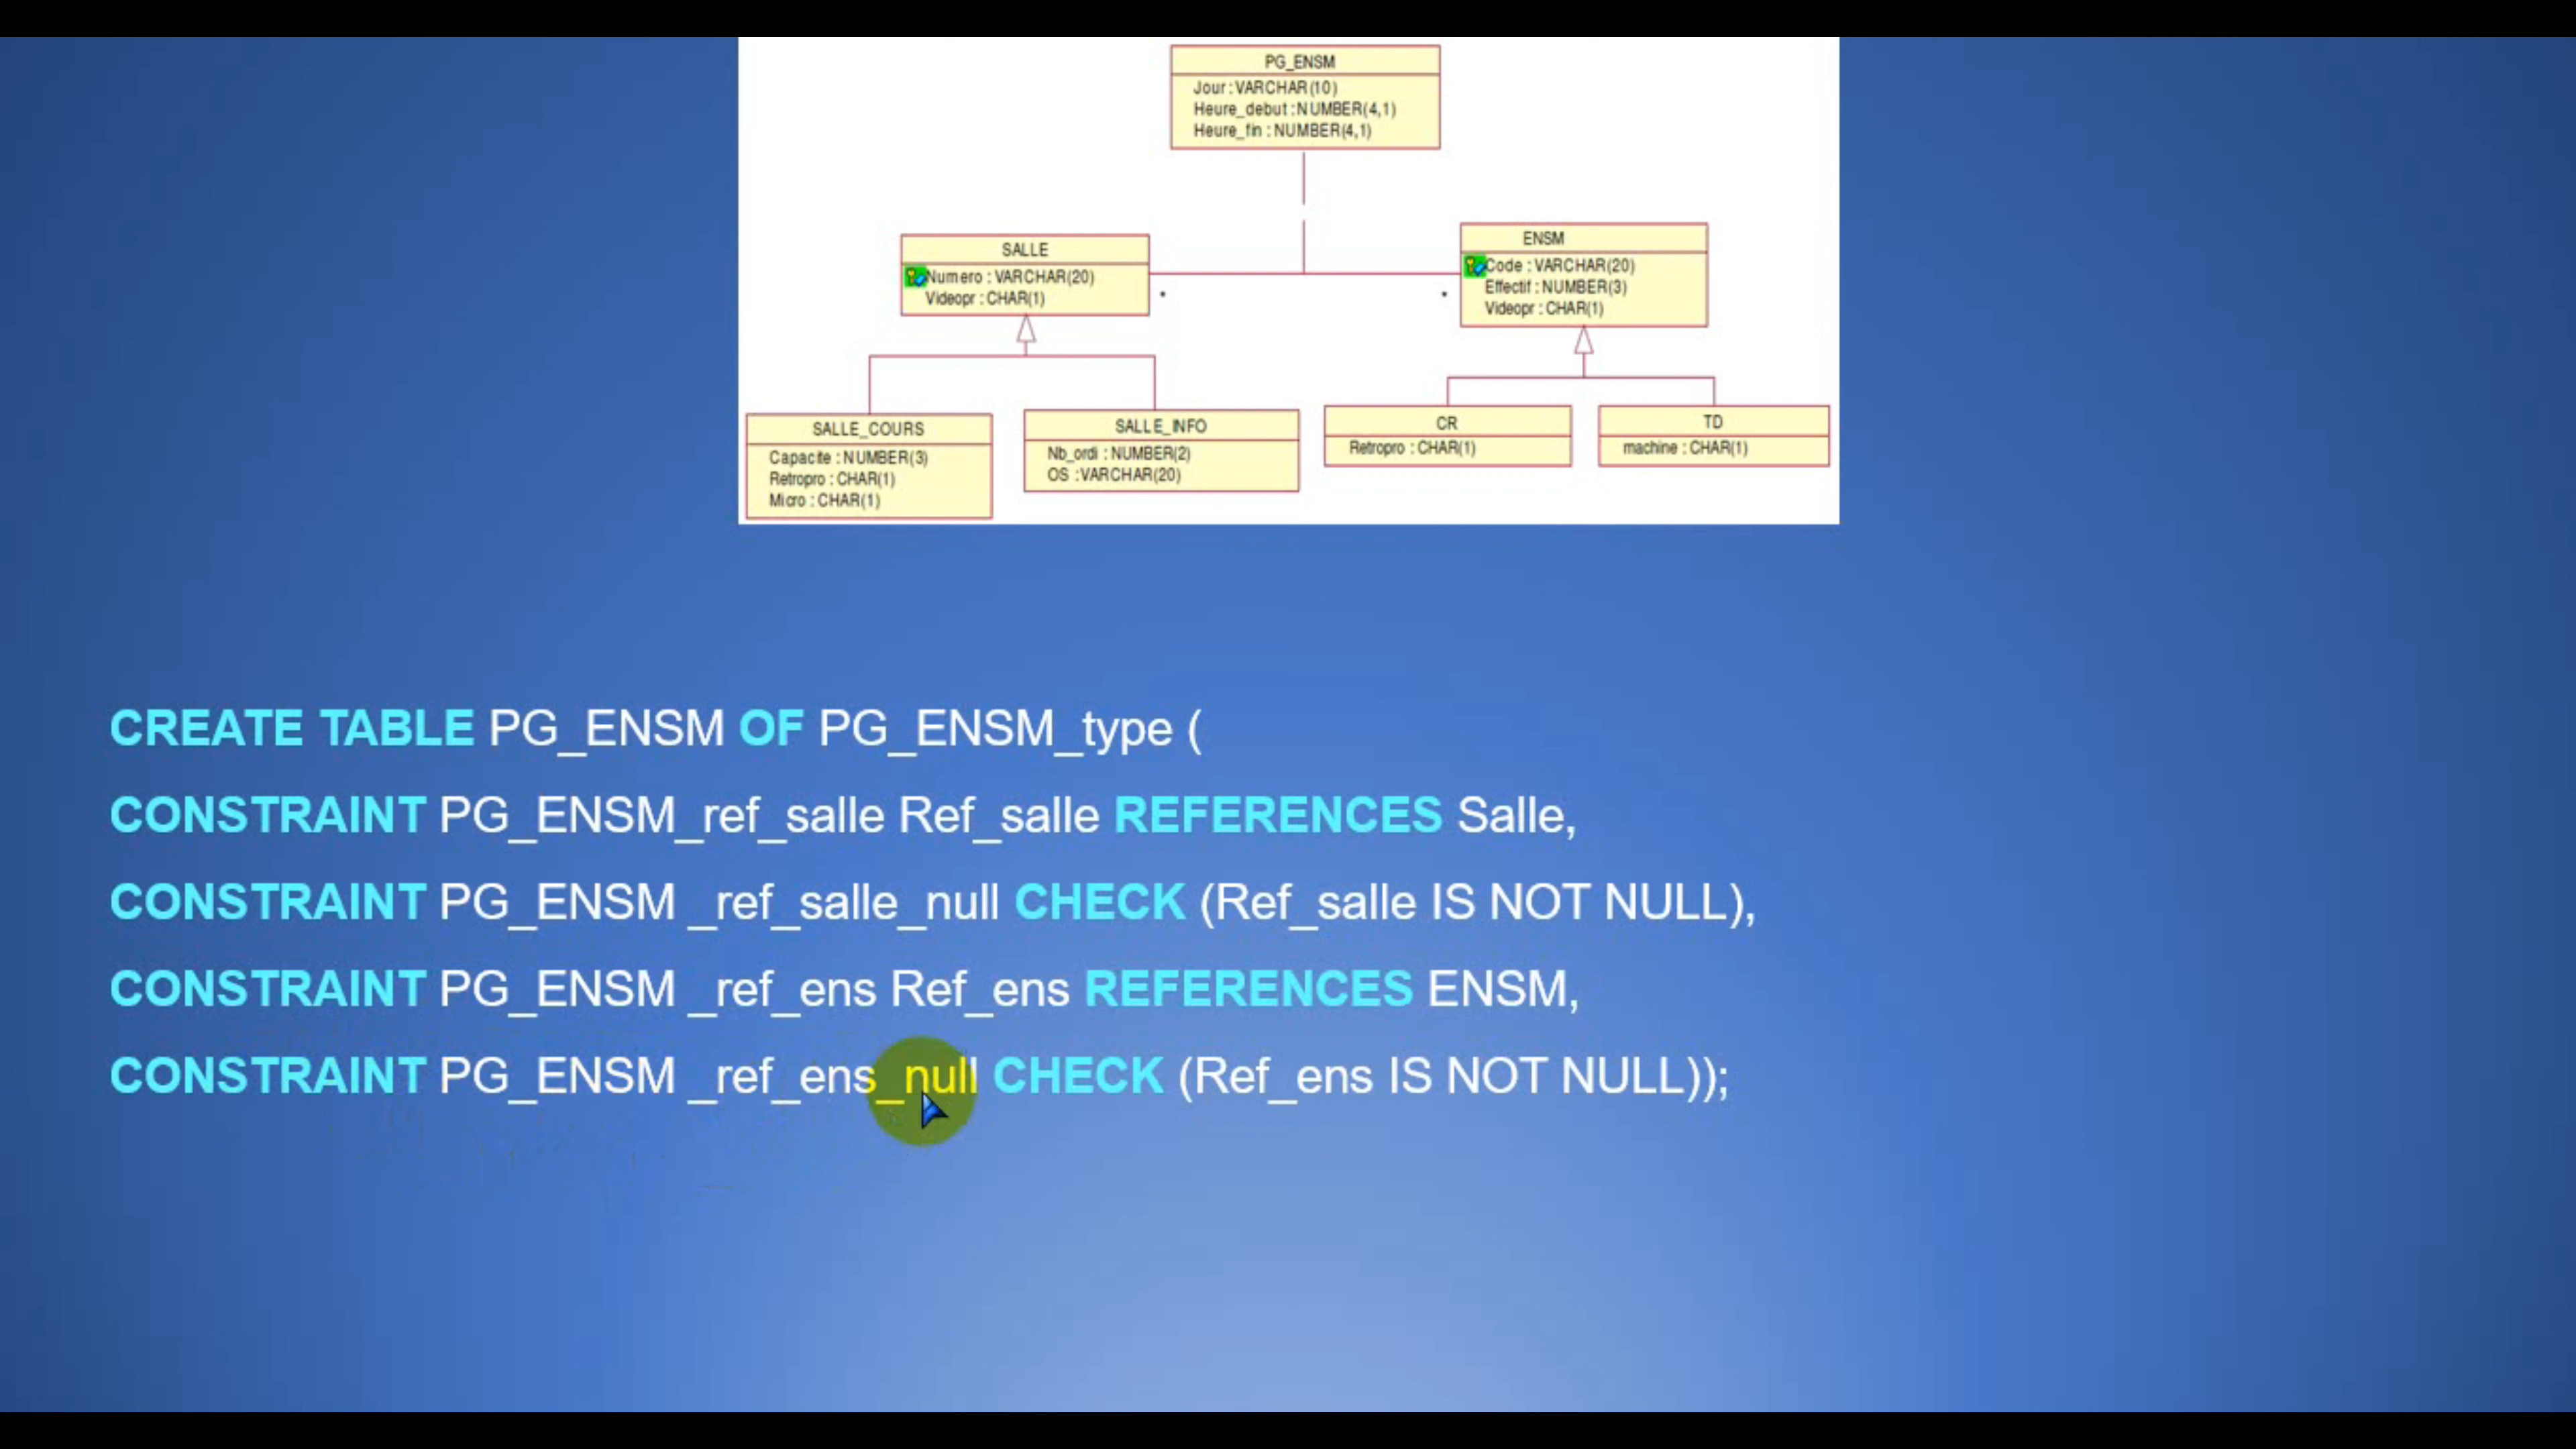 PG_ENSM
Jour : VARCHAR(10)
Heure_debut : NUMBER(4,1)
Heure_fin : NUMBER(4,1)
SALLE
Numero : VARCHAR(20)
Videopr : CHAR(1)
ENSM
Code : VARCHAR(20)
Effectif : NUMBER(3)
Videopr : CHAR(1)
*
*
SALLE_COURS
Capacite : NUMBER(3)
Retropro : CHAR(1)
Micro : CHAR(1)
SALLE_INFO
Nb_ordi : NUMBER(2)
OS : VARCHAR(20)
CR
Retropro : CHAR(1)
TD
machine : CHAR(1)
CREATE TABLE PG_ENSM OF PG_ENSM_type (
CONSTRAINT PG_ENSM_ref_salle Ref_salle REFERENCES Salle,
CONSTRAINT PG_ENSM _ref_salle_null CHECK (Ref_salle IS NOT NULL),
CONSTRAINT PG_ENSM _ref_ens Ref_ens REFERENCES ENSM,
CONSTRAINT PG_ENSM _ref_ens_null CHECK (Ref_ens IS NOT NULL));